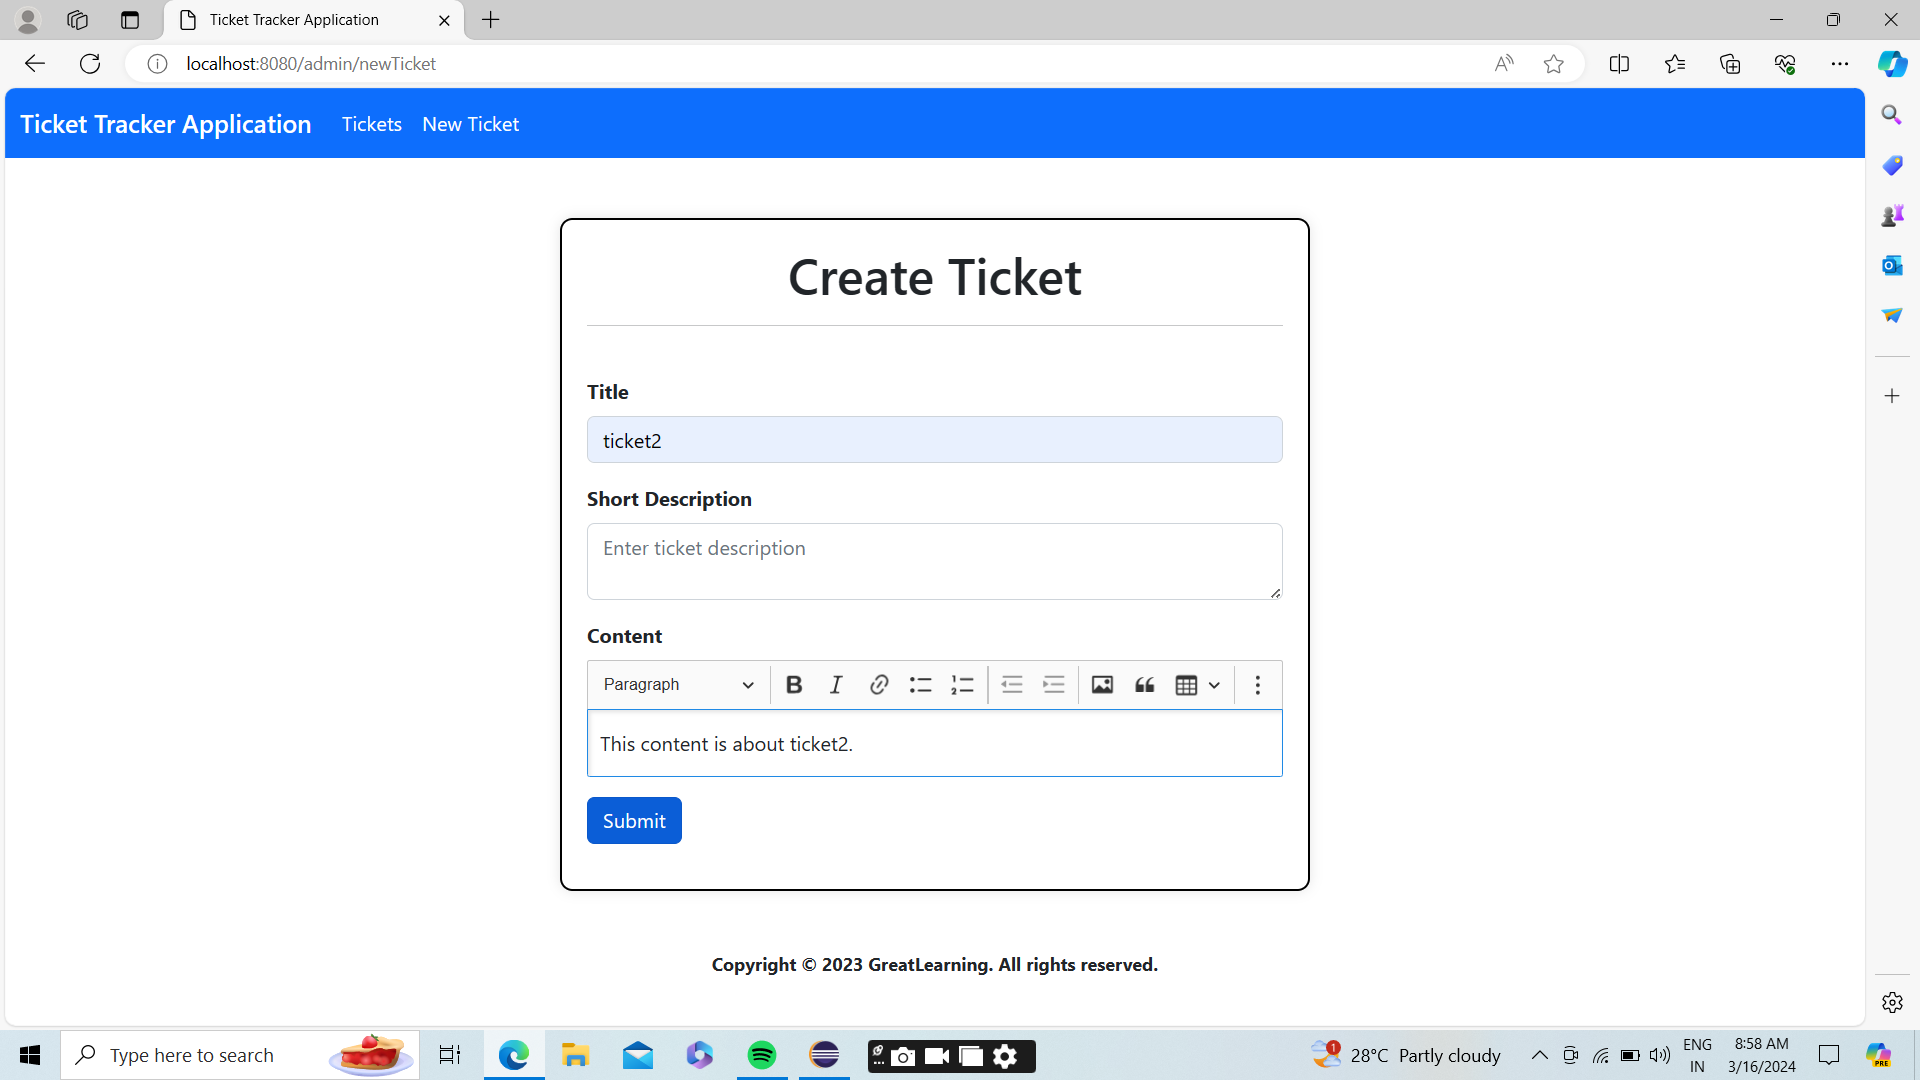 Ticket Tracker Application
localhost:8080/admin/newTicket
Ticket Tracker Application Tickets New Ticket
Create Ticket
Title
ticket2
Short Description
Enter ticket description
Content
Paragraph
This content is about ticket2.
Submit
Copyright © 2023 GreatLearning. All rights reserved.
Type here to search
1
28°C Partly cloudy
ENG
IN
8:58 AM
3/16/2024
PRE